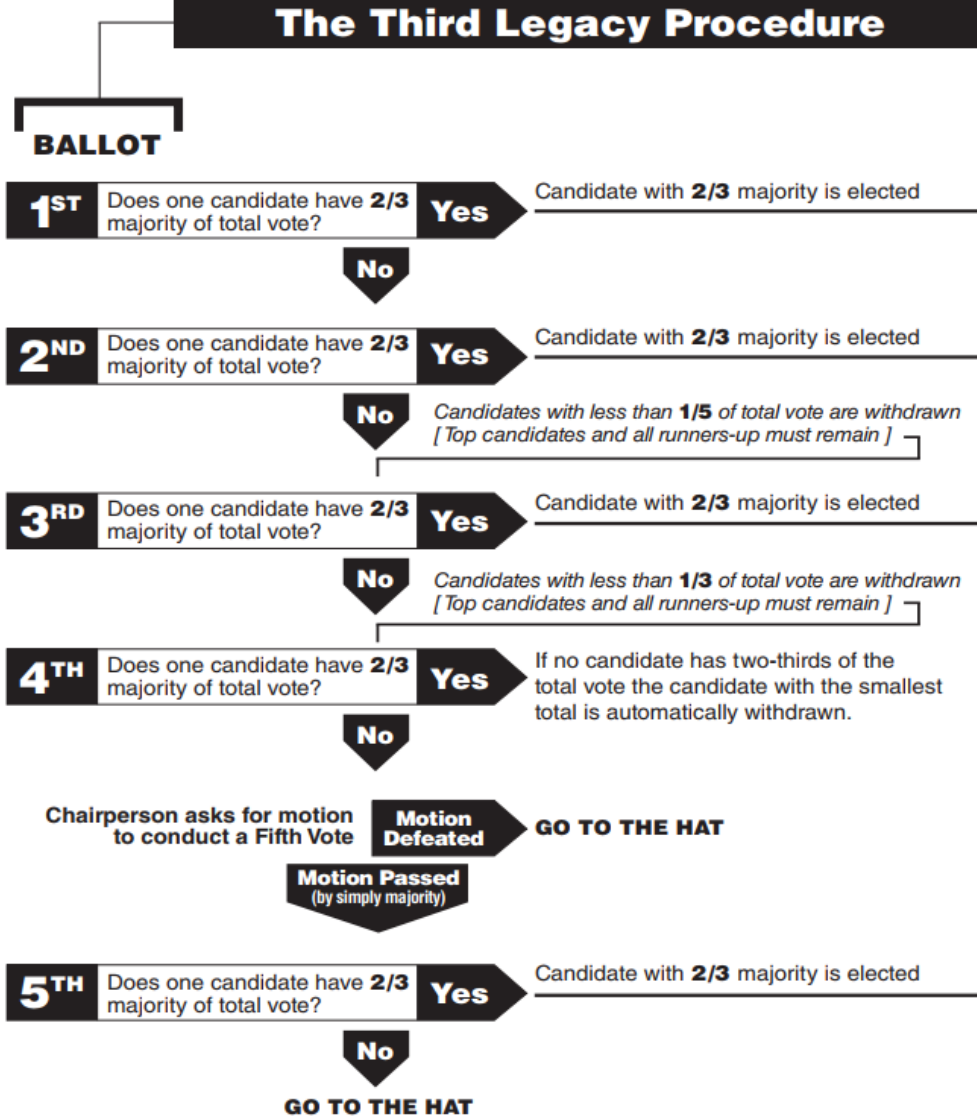 The Third Legacy Procedure
BALLOT
1ST
Does one candidate have 2/3
majority of total vote?
Yes
Candidate with 2/3 majority is elected
No
2ND
Does one candidate have 2/3
majority of total vote?
Yes
Candidate with 2/3 majority is elected
No
Candidates with less than 1/5 of total vote are withdrawn
[ Top candidates and all runners-up must remain ]
3RD
Does one candidate have 2/3
majority of total vote?
Yes
Candidate with 2/3 majority is elected
No
Candidates with less than 1/3 of total vote are withdrawn
[ Top candidates and all runners-up must remain ]
4TH
Does one candidate have 2/3
majority of total vote?
Yes
If no candidate has two-thirds of the
total vote the candidate with the smallest
total is automatically withdrawn.
No
Chairperson asks for motion
to conduct a Fifth Vote
Motion
Defeated
GO TO THE HAT
Motion Passed
(by simply majority)
5TH
Does one candidate have 2/3
majority of total vote?
Yes
Candidate with 2/3 majority is elected
No
GO TO THE HAT